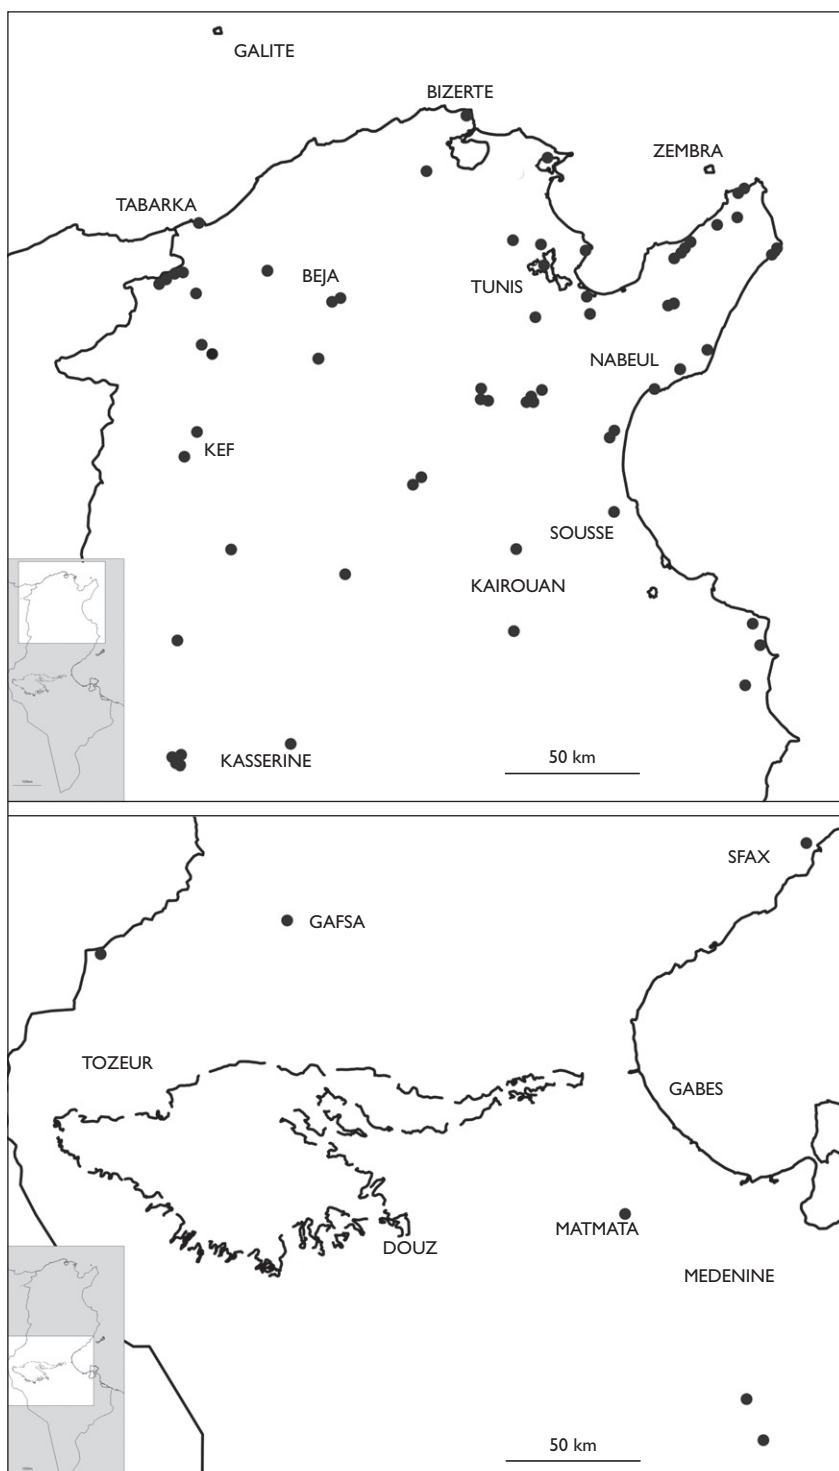 GALITE
BIZERTE
ZEMBRA
TABARKA
BEJA
TUNIS
NABEUL
KEF
SOUSSE
KAIROUAN
KASSERINE
50 km
SFAX
GAFSA
TOZEUR
GABES
MATMATA
DOUZ
MEDENINE
50 km